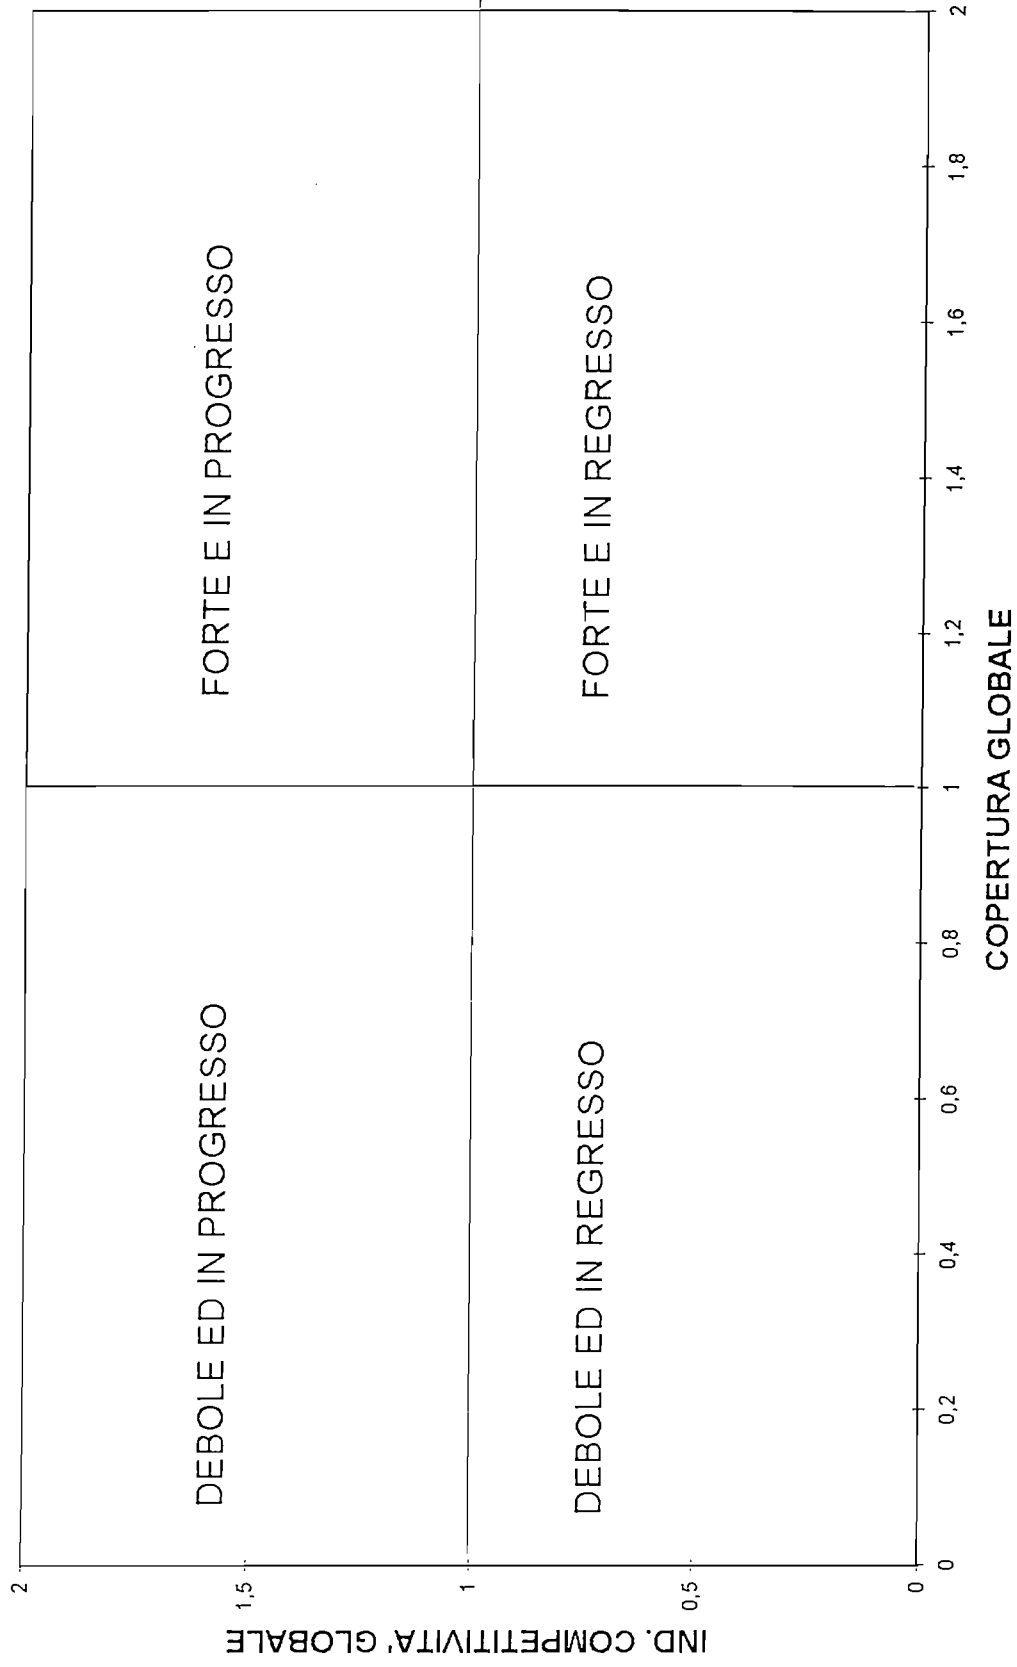 IND. COMPETITIVITA' GLOBALE
2
1,5
1
0,5
0
DEBOLE ED IN PROGRESSO
FORTE E IN PROGRESSO
DEBOLE ED IN REGRESSO
FORTE E IN REGRESSO
0
0,2
0,4
0,6
0,8
1
1,2
1,4
1,6
1,8
2
COPERTURA GLOBALE